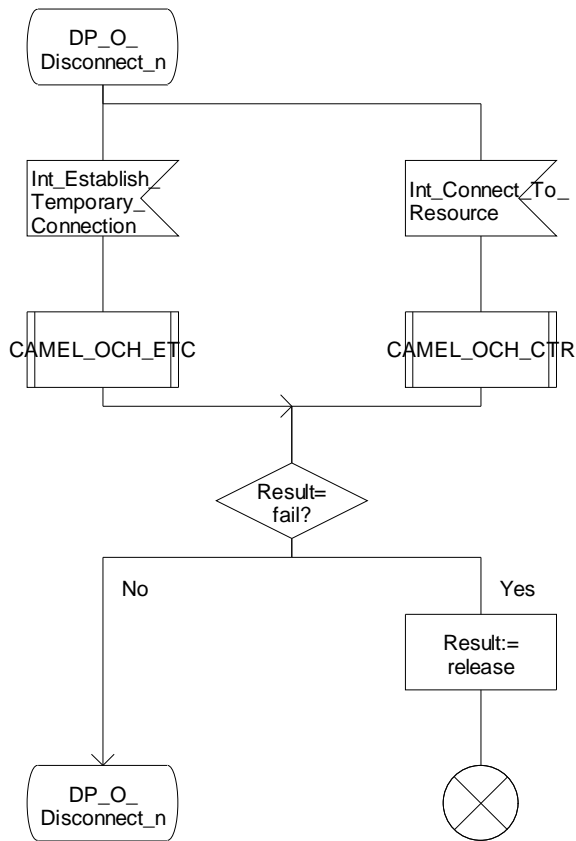 DP_O_
Disconnect_n
Int_Establish_
Temporary_
Connection
Int_Connect_To_
Resource
CAMEL_OCH_ETC
CAMEL_OCH_CTR
Result=
fail?
No
Yes
Result:=
release
DP_O_
Disconnect_n